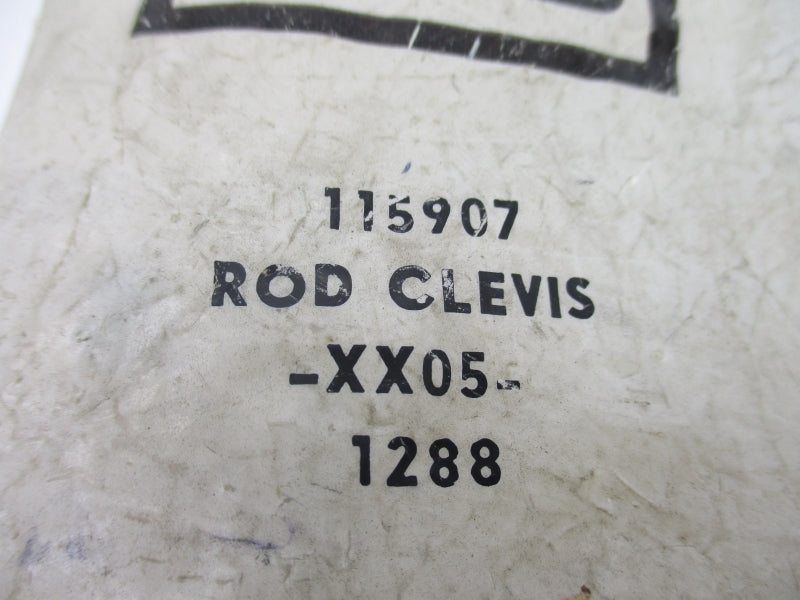 115907
ROD CLEVIS
-XX05-
1288